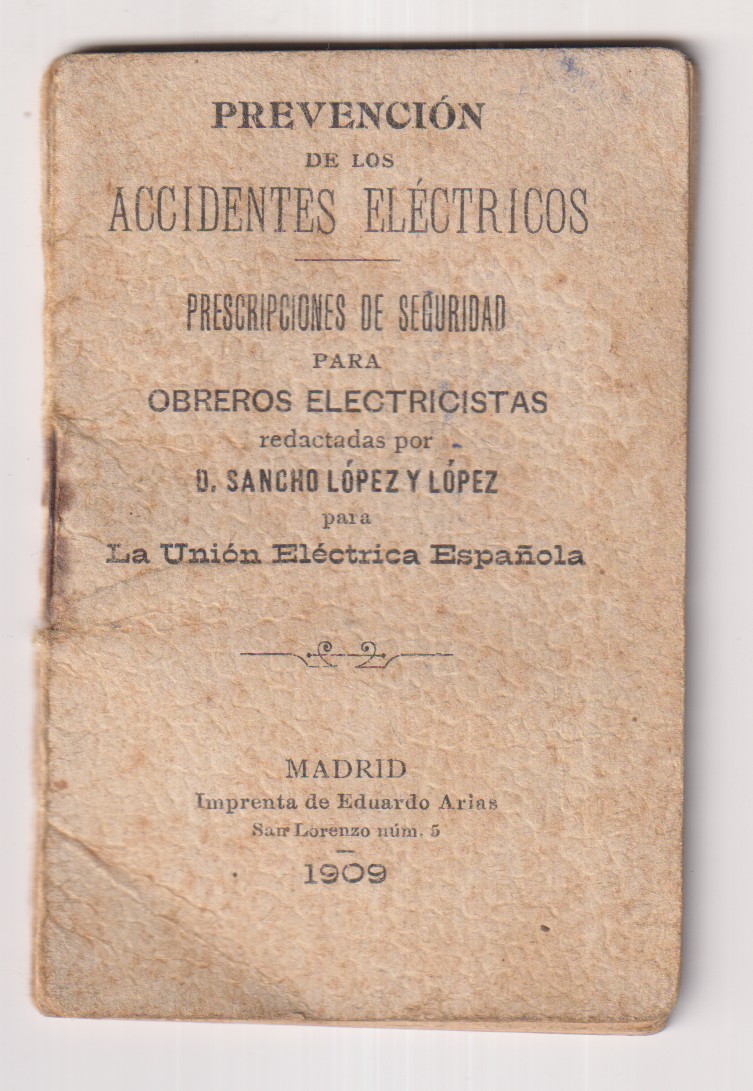 PREVENCIÓN
DE LOS
ACCIDENTES ELÉCTRICOS
PRESCRIPCIONES DE SEGURIDAD
PARA
OBREROS ELECTRICISTAS
redactadas por
D. SANCHO LÓPEZ Y LÓPEZ
para
La Unión Eléctrica Española
MADRID
Imprenta de Eduardo Arias
San Lorenzo núm. 5
1909